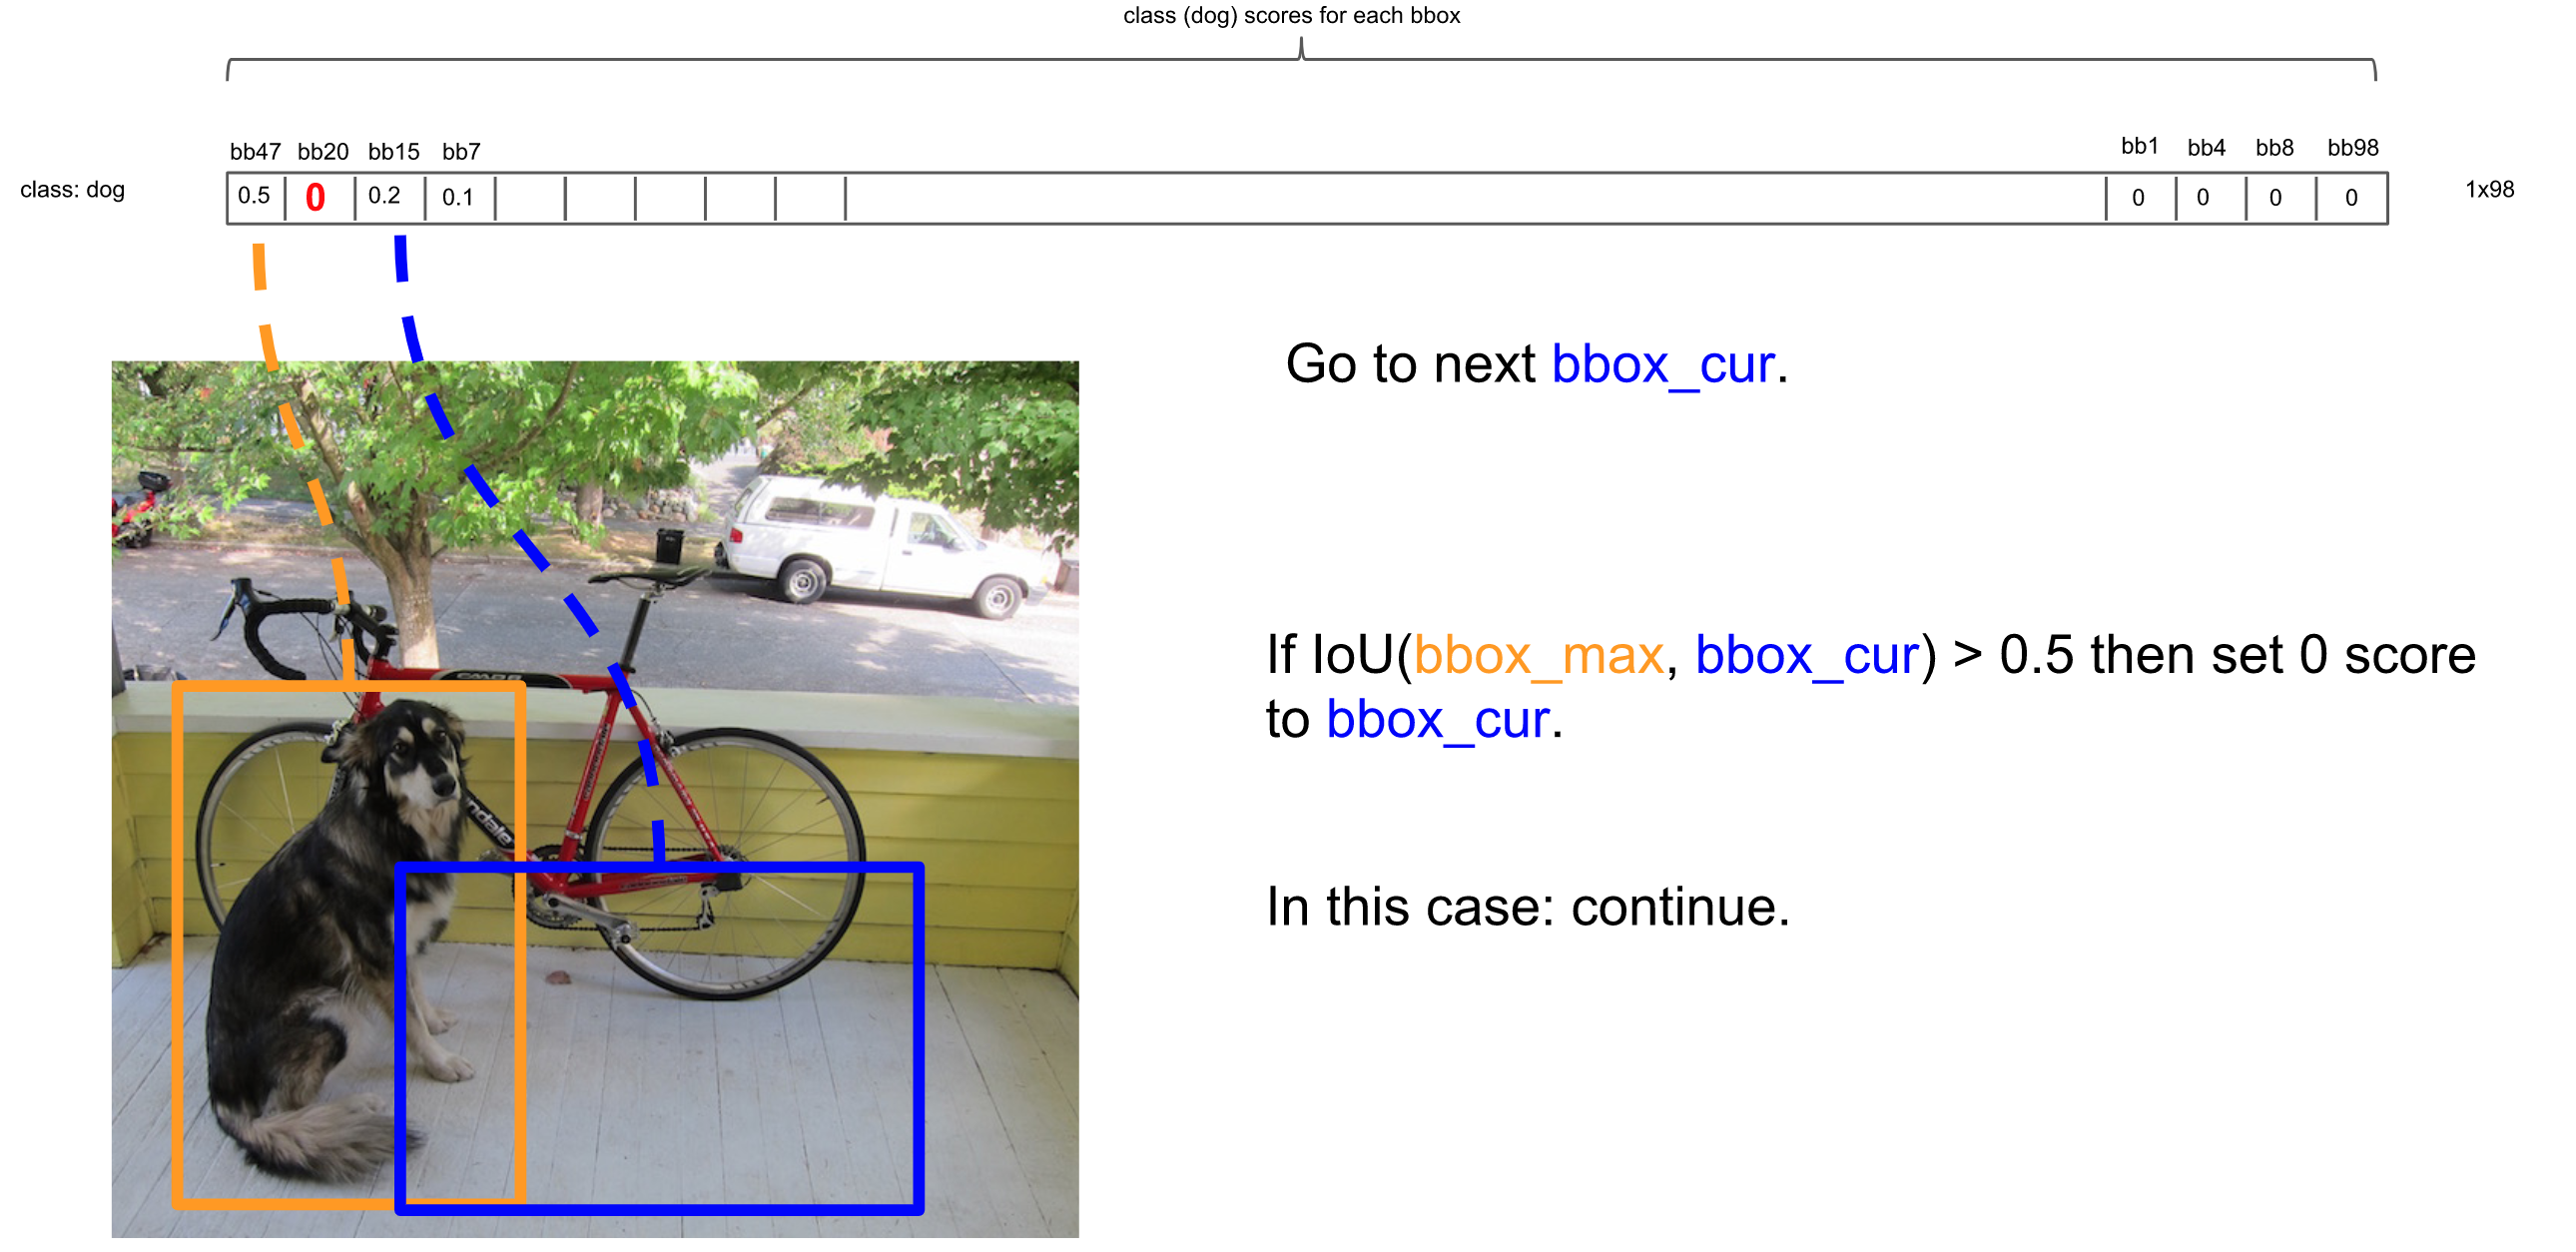 class (dog) scores for each bbox
bb47 bb20 bb15 bb7 bb1 bb4 bb8 bb98
class: dog 0.5 0 0.2 0.1 0 0 0 0 1x98
Go to next bbox_cur.
If IoU(bbox_max, bbox_cur) > 0.5 then set 0 score
to bbox_cur.
In this case: continue.
ndale